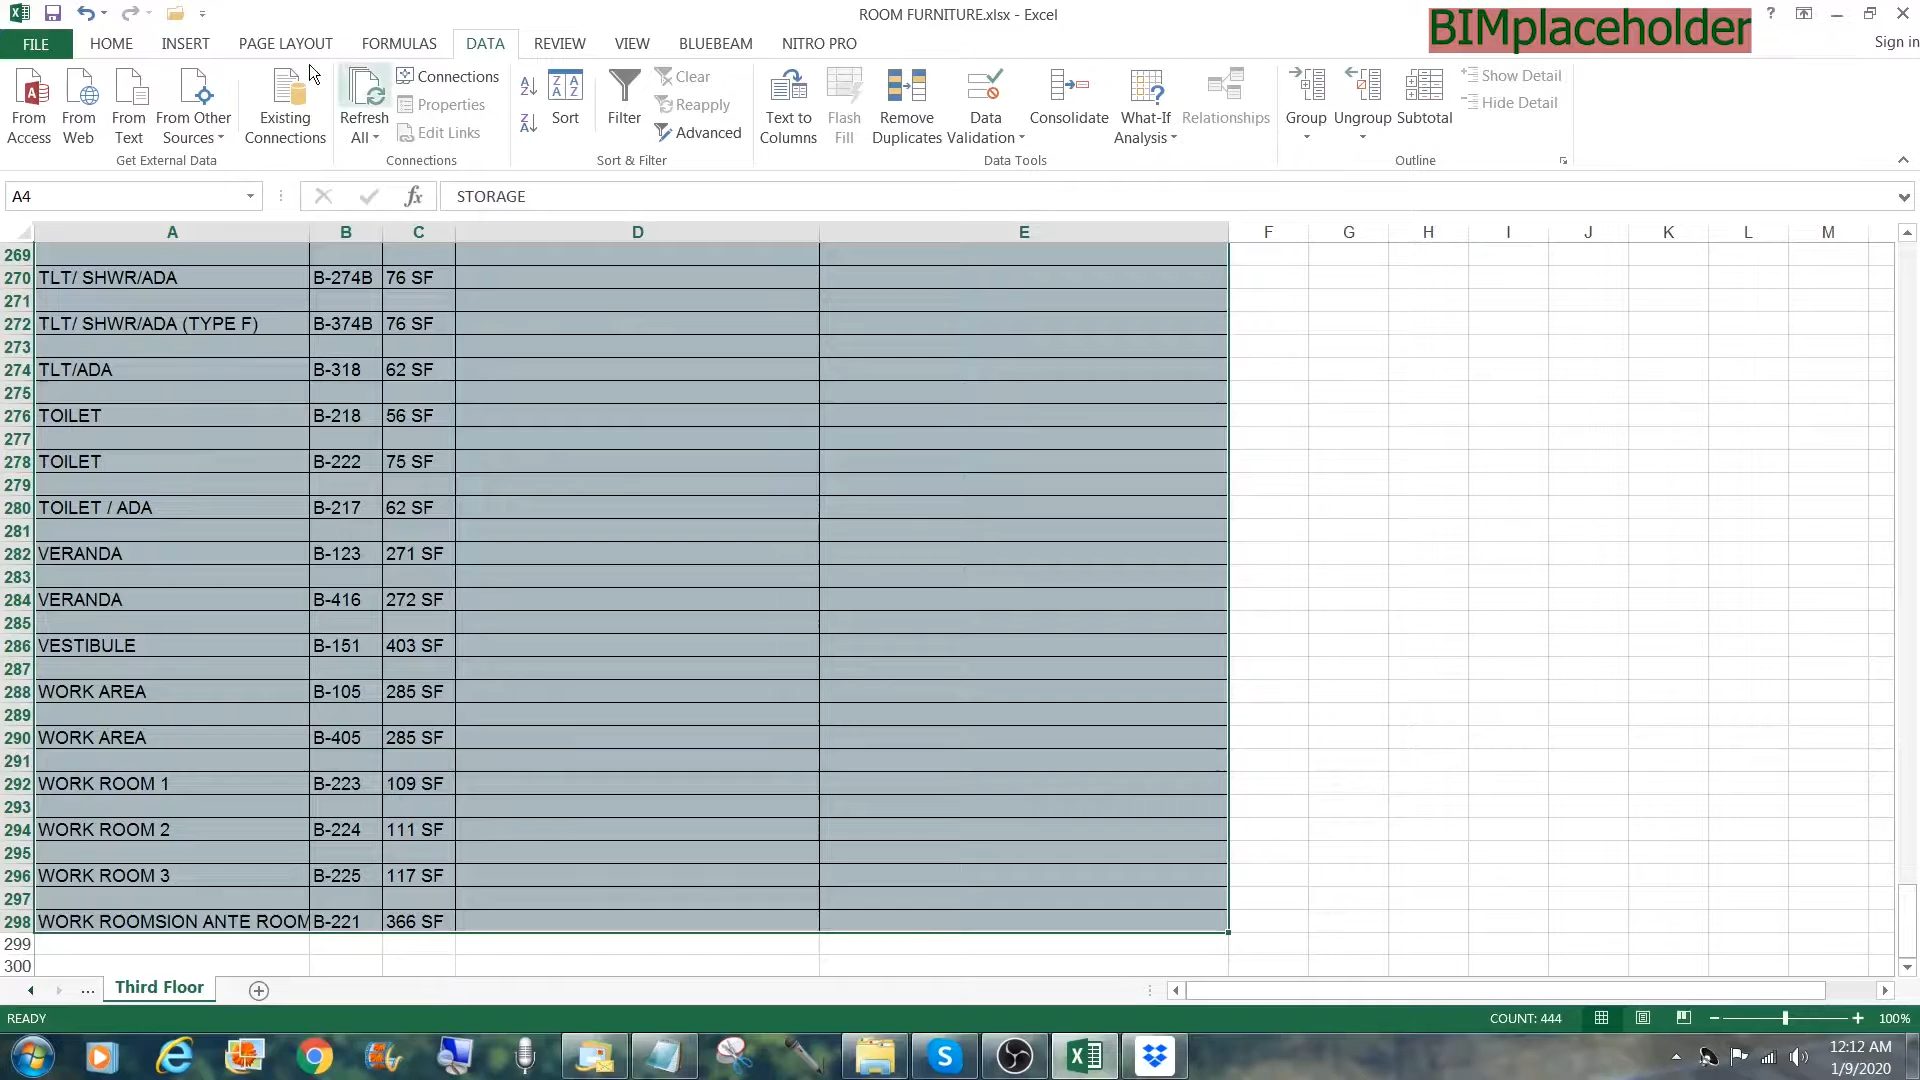 ROOM FURNITURE.xlsx - Excel
BIMplaceholder
?
FILE HOME INSERT PAGE LAYOUT FORMULAS DATA REVIEW VIEW BLUEBEAM NITRO PRO
Sign in
From Access
From Web
From Text
From Other Sources
Existing Connections
Get External Data
Refresh All
Connections
Properties
Edit Links
Connections
Sort
Filter
Clear
Reapply
Advanced
Sort & Filter
Text to Columns
Flash Fill
Remove Duplicates
Data Validation
Consolidate
What-If Analysis
Relationships
Data Tools
Group
Ungroup
Subtotal
Show Detail
Hide Detail
Outline
A4 fx STORAGE
A B C D E F G H I J K L M
269
270 TLT/ SHWR/ADA B-274B 76 SF
271
272 TLT/ SHWR/ADA (TYPE F) B-374B 76 SF
273
274 TLT/ADA B-318 62 SF
275
276 TOILET B-218 56 SF
277
278 TOILET B-222 75 SF
279
280 TOILET / ADA B-217 62 SF
281
282 VERANDA B-123 271 SF
283
284 VERANDA B-416 272 SF
285
286 VESTIBULE B-151 403 SF
287
288 WORK AREA B-105 285 SF
289
290 WORK AREA B-405 285 SF
291
292 WORK ROOM 1 B-223 109 SF
293
294 WORK ROOM 2 B-224 111 SF
295
296 WORK ROOM 3 B-225 117 SF
297
298 WORK ROOMSION ANTE ROOM B-221 366 SF
299
300
... Third Floor
READY COUNT: 444 100%
12:12 AM
1/9/2020